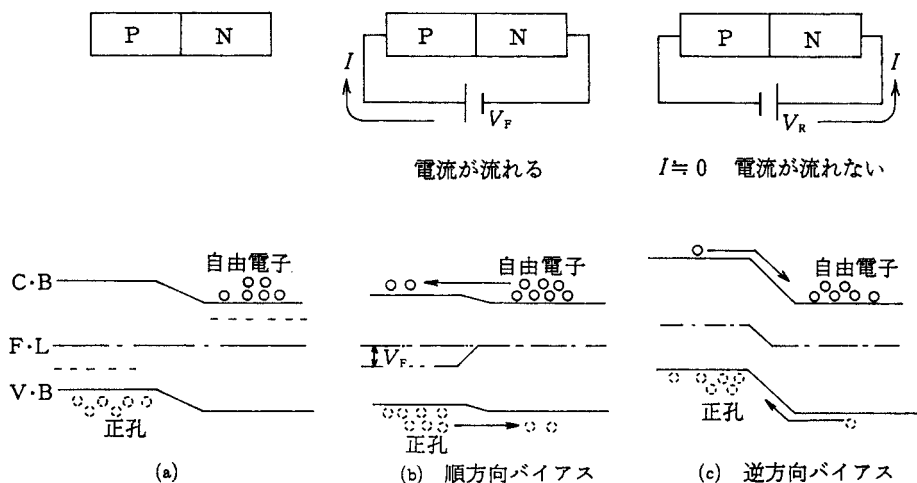 P N
P N
I
V_F
電流が流れる
P N
I
V_R
I≒0 電流が流れない
C・B
F・L
V・B
自由電子
正孔
(a)
自由電子
V_F
正孔
(b) 順方向バイアス
自由電子
正孔
(c) 逆方向バイアス